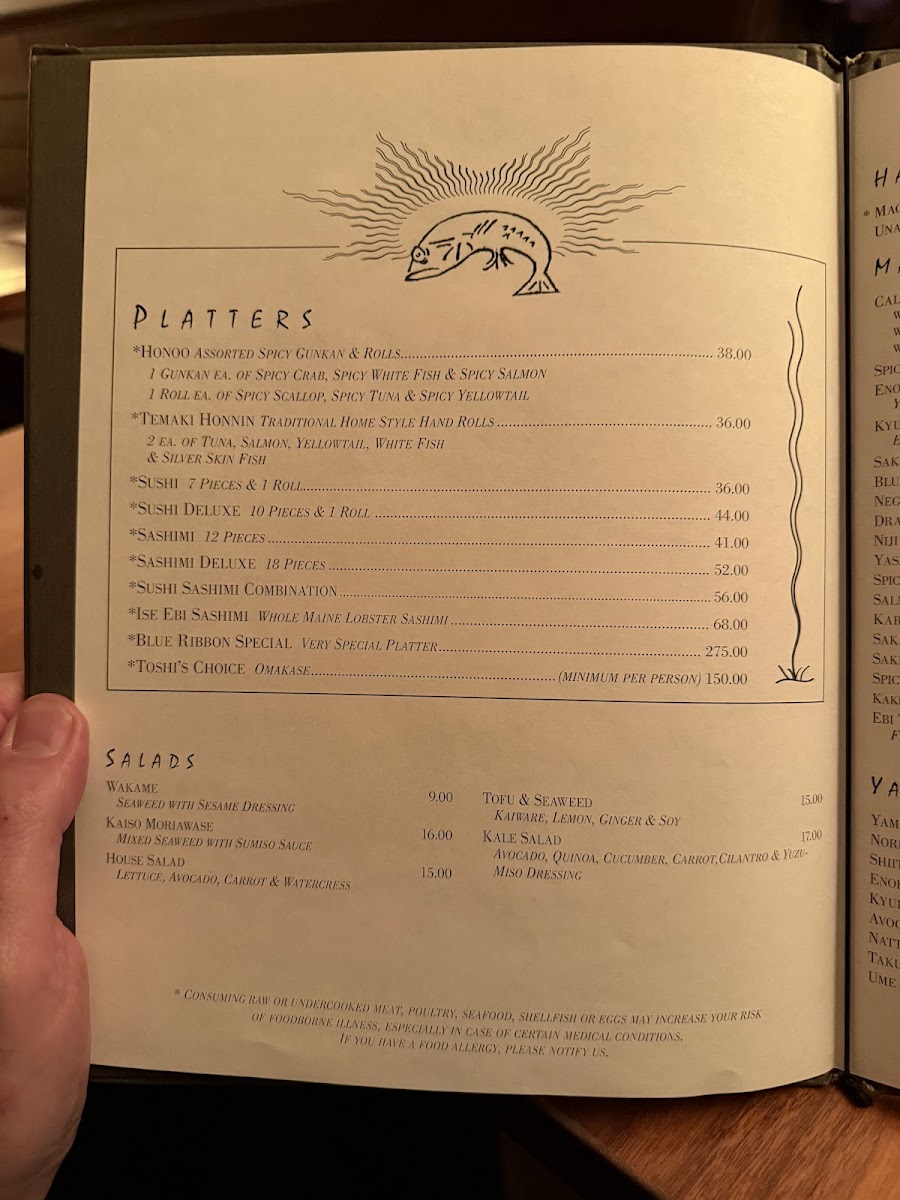 PLATTERS
*HONOO ASSORTED SPICY GUNKAN & ROLLS 38.00
1 GUNKAN EA. OF SPICY CRAB, SPICY WHITE FISH & SPICY SALMON
1 ROLL EA. OF SPICY SCALLOP, SPICY TUNA & SPICY YELLOWTAIL
*TEMAKI HONNIN TRADITIONAL HOME STYLE HAND ROLLS 36.00
2 EA. OF TUNA, SALMON, YELLOWTAIL, WHITE FISH
& SILVER SKIN FISH
*SUSHI 7 PIECES & 1 ROLL 36.00
*SUSHI DELUXE 10 PIECES & 1 ROLL 44.00
*SASHIMI 12 PIECES 41.00
*SASHIMI DELUXE 18 PIECES 52.00
*SUSHI SASHIMI COMBINATION 56.00
*ISE EBI SASHIMI WHOLE MAINE LOBSTER SASHIMI 68.00
*BLUE RIBBON SPECIAL VERY SPECIAL PLATTER 275.00
*TOSHI'S CHOICE OMAKASE (MINIMUM PER PERSON) 150.00
SALADS
WAKAME 9.00
SEAWEED WITH SESAME DRESSING
KAISO MORIAWASE 16.00
MIXED SEAWEED WITH SUMISO SAUCE
HOUSE SALAD 15.00
LETTUCE, AVOCADO, CARROT & WATERCRESS
TOFU & SEAWEED 15.00
KAIWARE, LEMON, GINGER & SOY
KALE SALAD 17.00
AVOCADO, QUINOA, CUCUMBER, CARROT,CILANTRO & YUZU-
MISO DRESSING
* CONSUMING RAW OR UNDERCOOKED MEAT, POULTRY, SEAFOOD, SHELLFISH OR EGGS MAY INCREASE YOUR RISK
OF FOODBORNE ILLNESS, ESPECIALLY IN CASE OF CERTAIN MEDICAL CONDITIONS.
IF YOU HAVE A FOOD ALLERGY, PLEASE NOTIFY US.